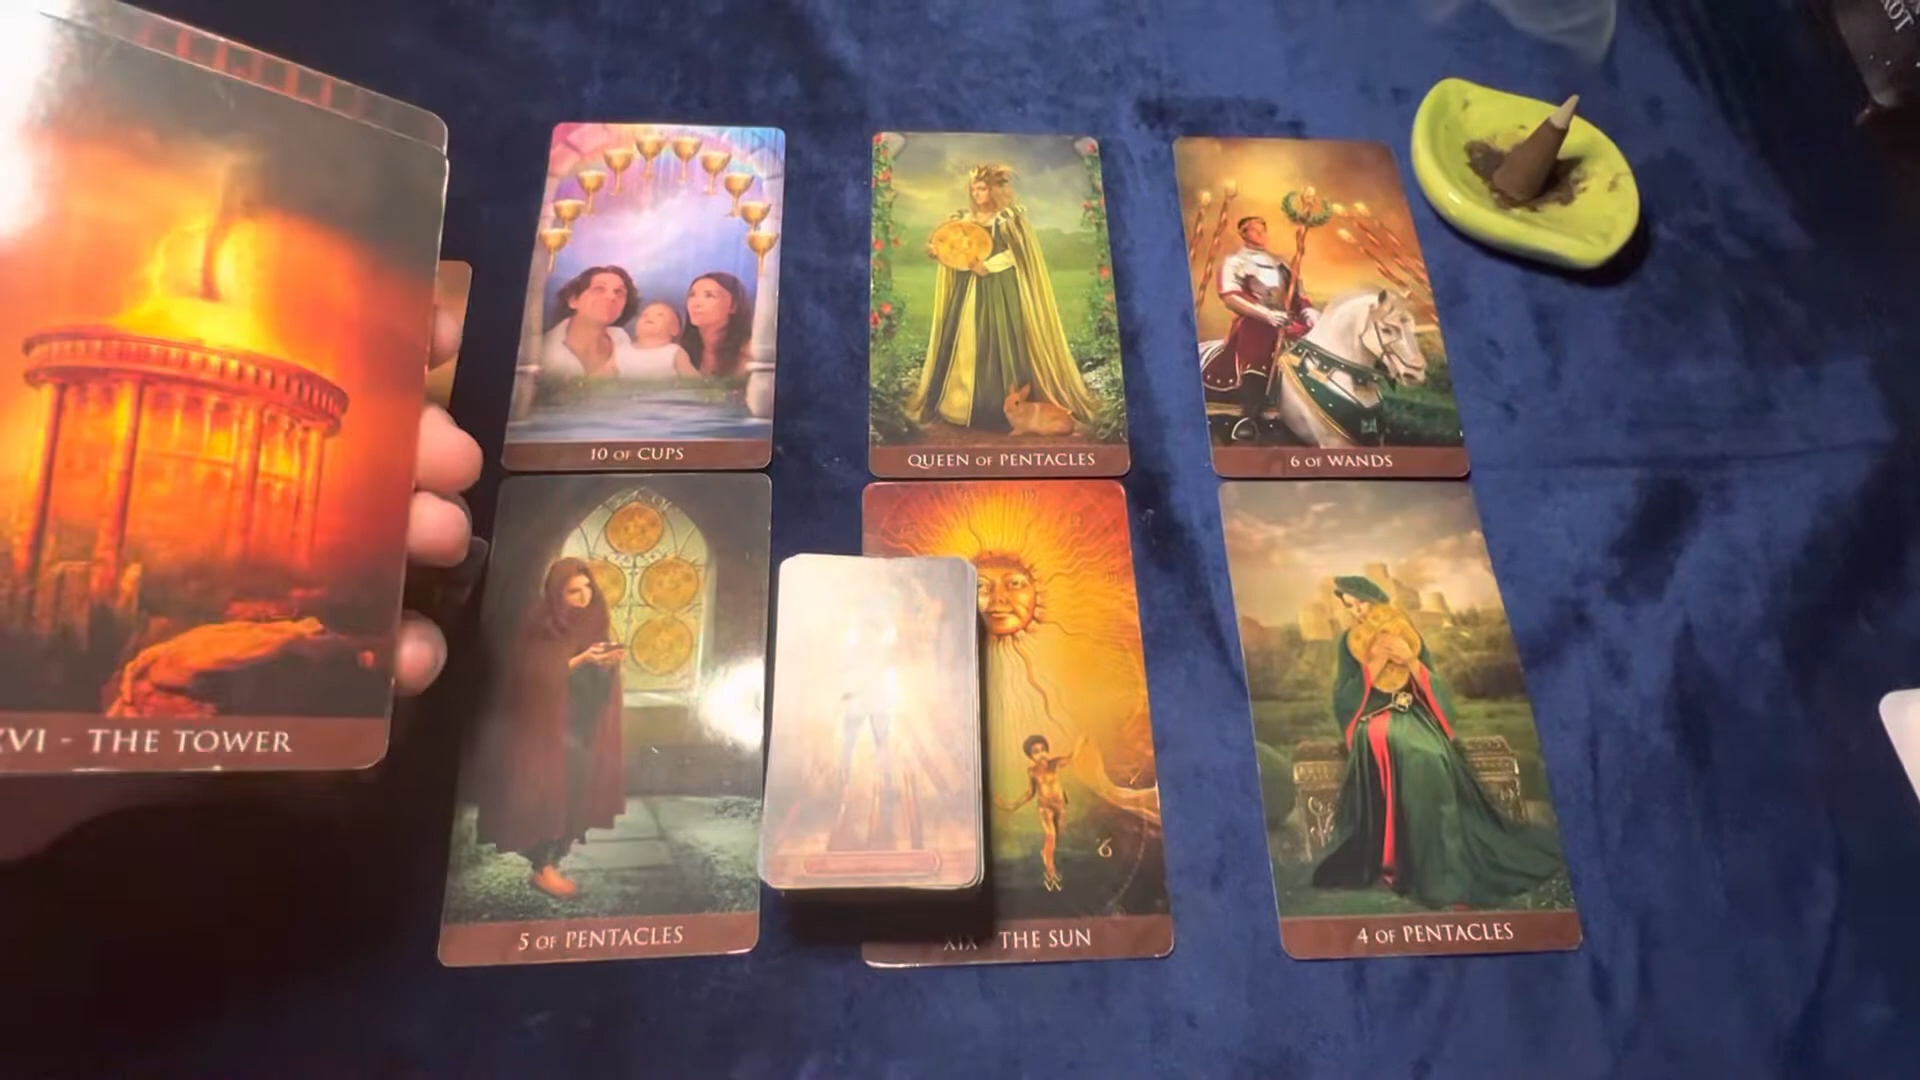 XVI - THE TOWER
10 OF CUPS
QUEEN OF PENTACLES
6 OF WANDS
5 OF PENTACLES
XIX THE SUN
4 OF PENTACLES